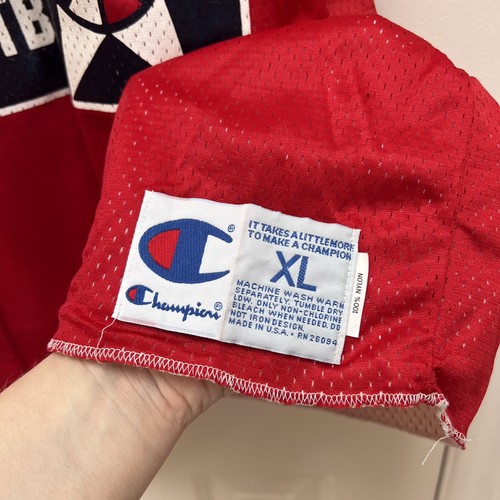 TB
IT TAKES A LITTLE MORE
TO MAKE A CHAMPION
®
XL
Champion®
MACHINE WASH WARM
SEPARATELY. TUMBLE DRY
LOW. ONLY NON-CHLORINE
BLEACH WHEN NEEDED. DO
NOT IRON DESIGN.
MADE IN U.S.A. • RN 26094
100% NYLON